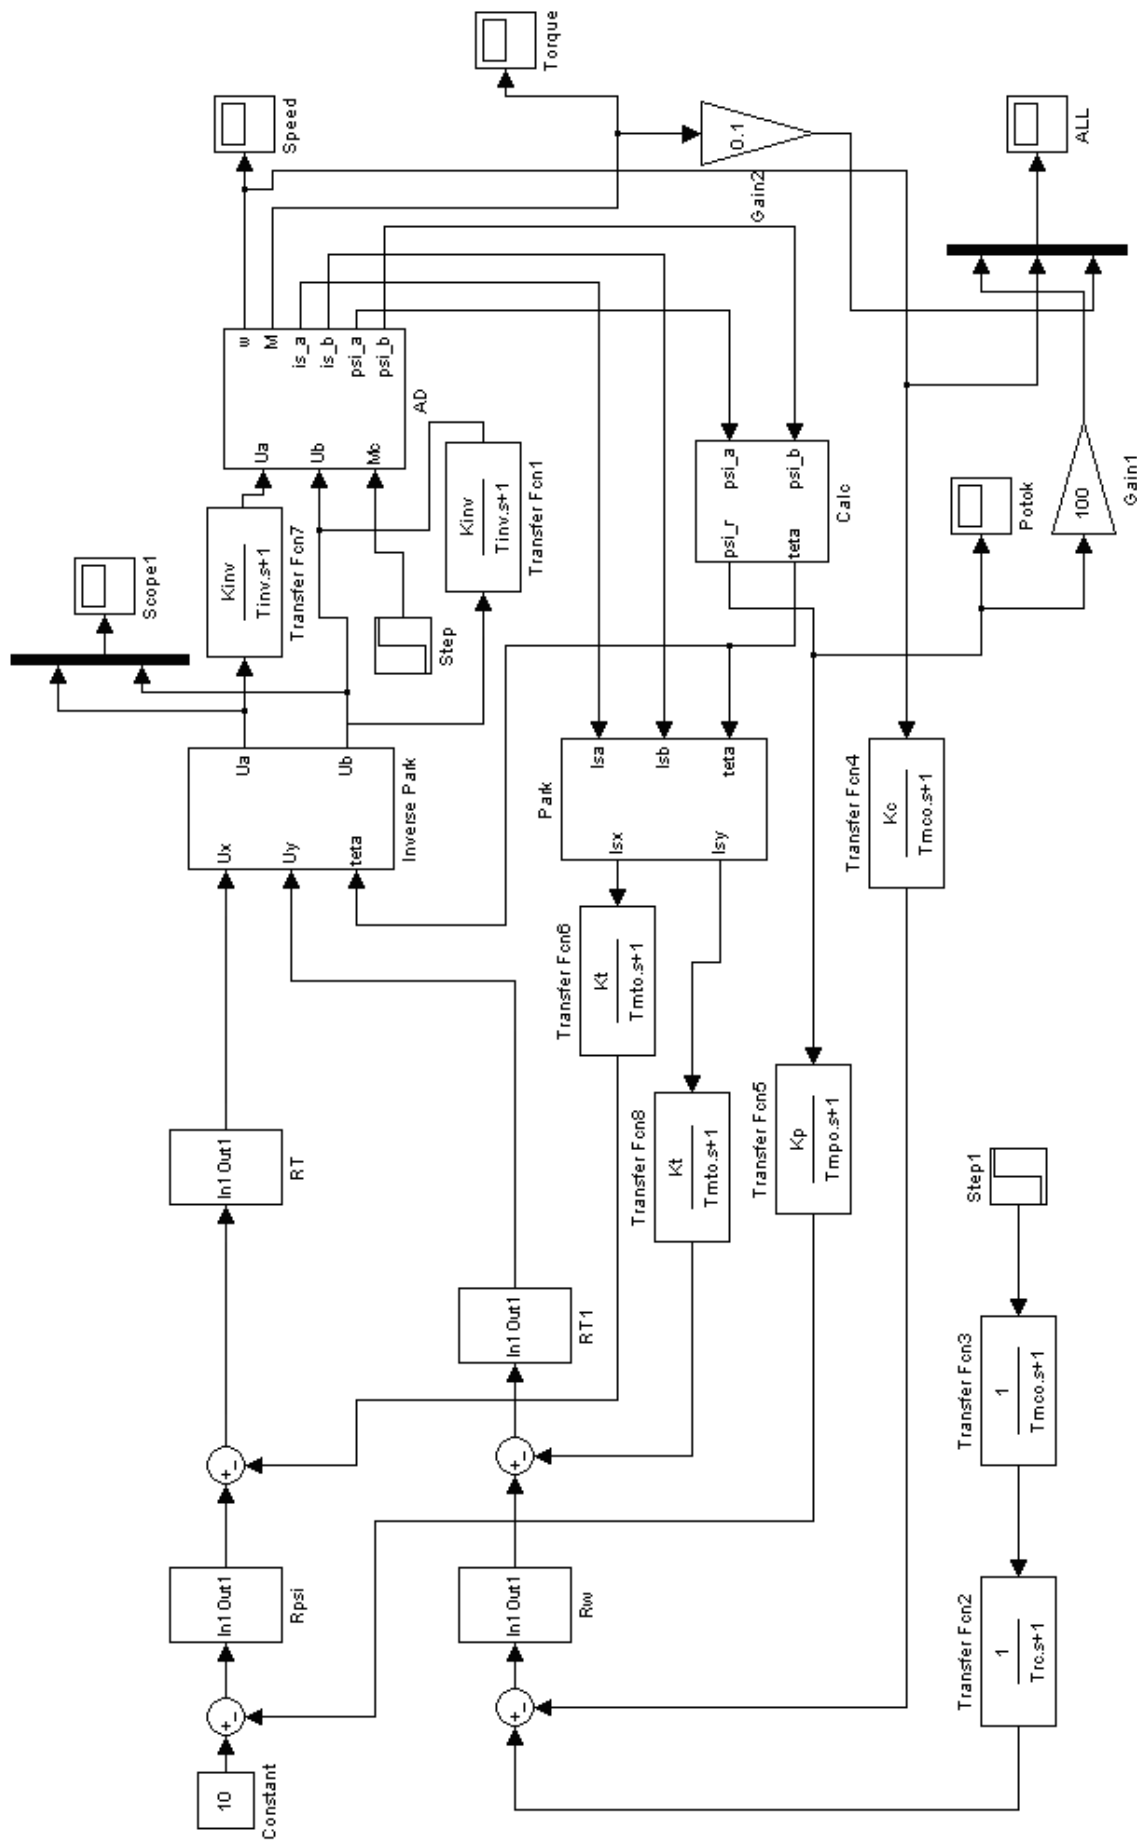 10
Constant
+
-
In1 Out1
Rpsi
+
-
In1 Out1
RT
Ux
Uy
teta
Ua
Ub
Inverse Park
Scope1
Kinv
Tinv.s+1
Transfer Fcn7
Step
Kinv
Tinv.s+1
Transfer Fcn1
Ua
Ub
Mc
w
M
is_a
is_b
psi_a
psi_b
AD
Speed
Torque
0.1
Gain2
+
-
In1 Out1
Rw
+
-
In1 Out1
RT1
Transfer Fcn6
Kt
Tmto.s+1
Park
Isx
Isy
Isa
Isb
teta
Transfer Fcn8
Kt
Tmto.s+1
psi_r
teta
psi_a
psi_b
Calc
Transfer Fcn5
Kp
Tmpo.s+1
Transfer Fcn4
Kc
Tmco.s+1
Potok
100
Gain1
ALL
Transfer Fcn2
1
Trc.s+1
Transfer Fcn3
1
Tmco.s+1
Step1